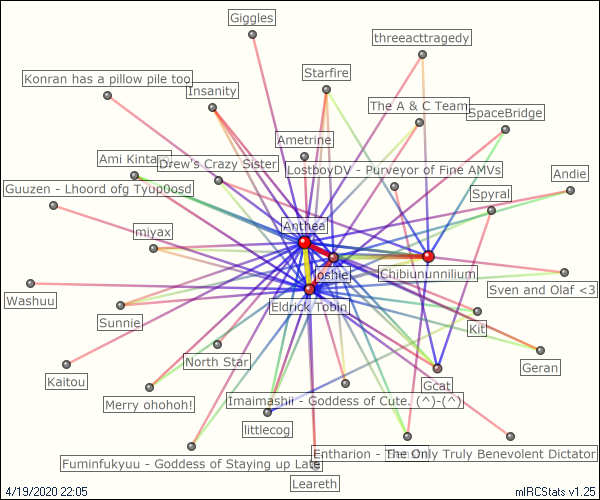 Giggles
threeacttragedy
Starfire
Konran has a pillow pile too
Insanity
The A & C Team
SpaceBridge
Ametrine
Ami Kintaro
Drew's Crazy Sister
LostboyDV - Purveyor of Fine AMVs
Andie
Guuzen - Lhoord ofg Tyup0osd
Spyral
miyax
Anthea
Joshie
Chibiununnilium
Sven and Olaf <3
Washuu
Eldrick Tobin
Sunnie
Kit
North Star
Geran
Kaitou
Gcat
Merry ohohoh!
Imaimashii - Goddess of Cute. (^)-(^)
littlecog
Entharion - The Only Truly Benevolent Dictator
Fuminfukyuu - Goddess of Staying up Late
Leareth
4/19/2020 22:05
mIRCStats v1.25